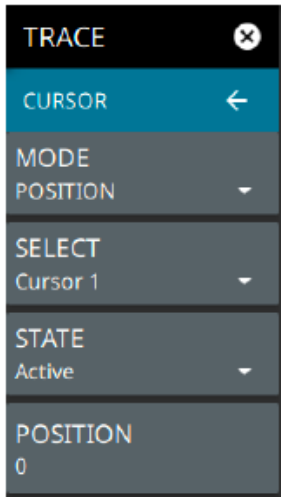 TRACE
CURSOR
MODE
POSITION
SELECT
Cursor 1
STATE
Active
POSITION
0